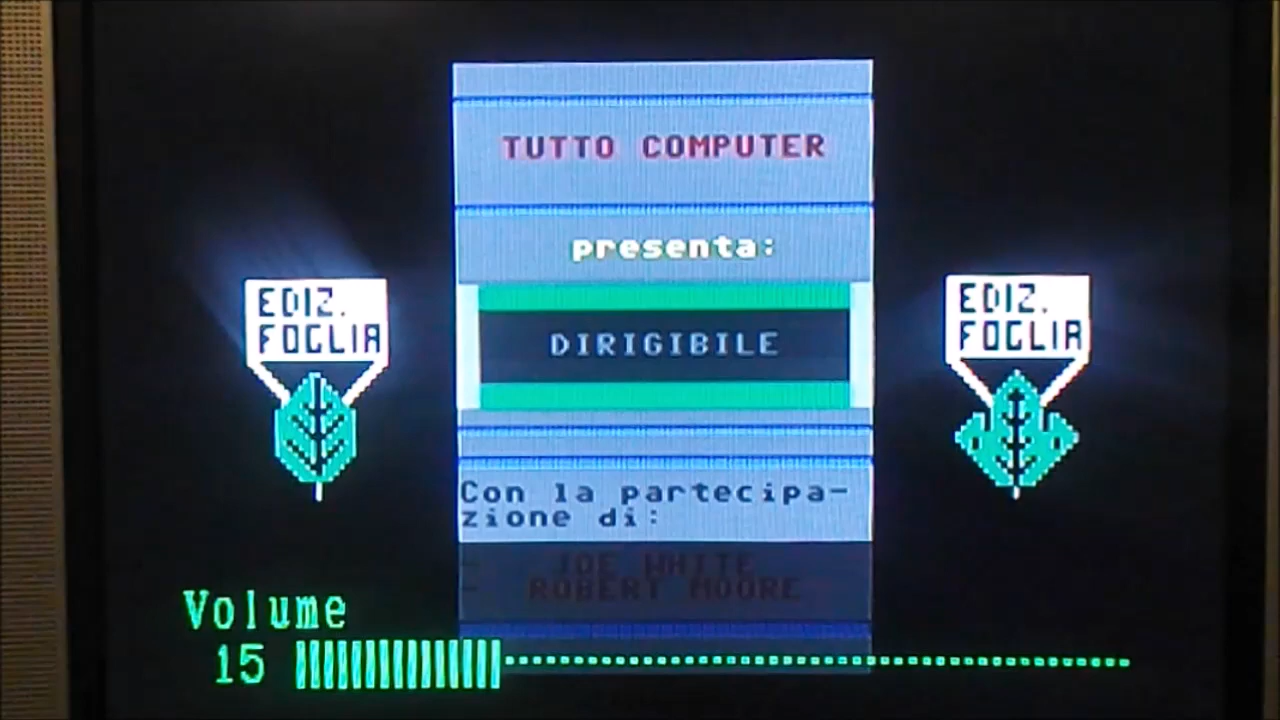 TUTTO COMPUTER
presenta:
EDIZ.
FOGLIA
DIRIGIBILE
EDIZ.
FOGLIA
Con la partecipa-
zione di:
- JOE WHITE
- ROBERT MOORE
Volume
15